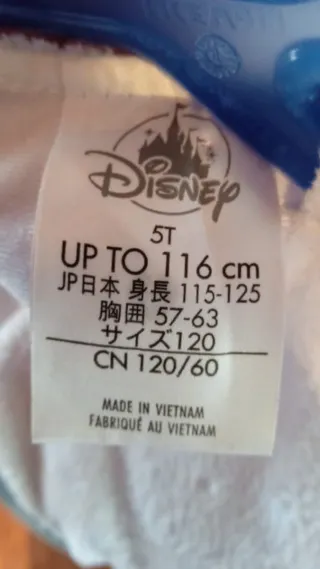 Disney
5T
UP TO 116 cm
JP日本 身長 115-125
胸囲 57-63
サイズ120
CN 120/60
MADE IN VIETNAM
FABRIQUÉ AU VIETNAM